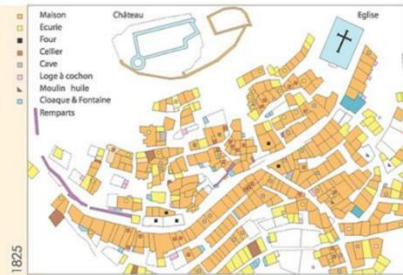 Maison
Ecurie
Four
Cellier
Cave
Loge à cochon
Moulin huile
Cloaque & Fontaine
Remparts
Château
Eglise
1825